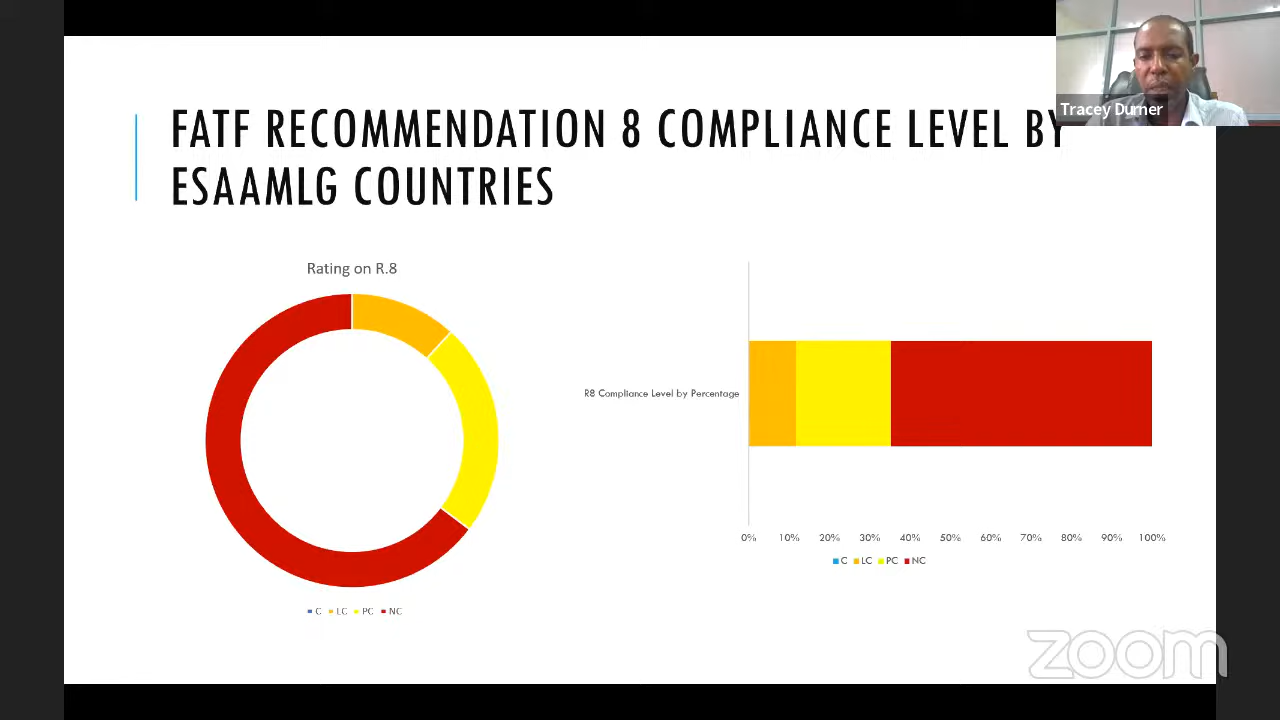 FATF RECOMMENDATION 8 COMPLIANCE LEVEL BY
ESAAMLG COUNTRIES
Tracey Durner
Rating on R.8
C LC PC NC
R8 Compliance Level by Percentage
0% 10% 20% 30% 40% 50% 60% 70% 80% 90% 100%
C LC PC NC
zoom